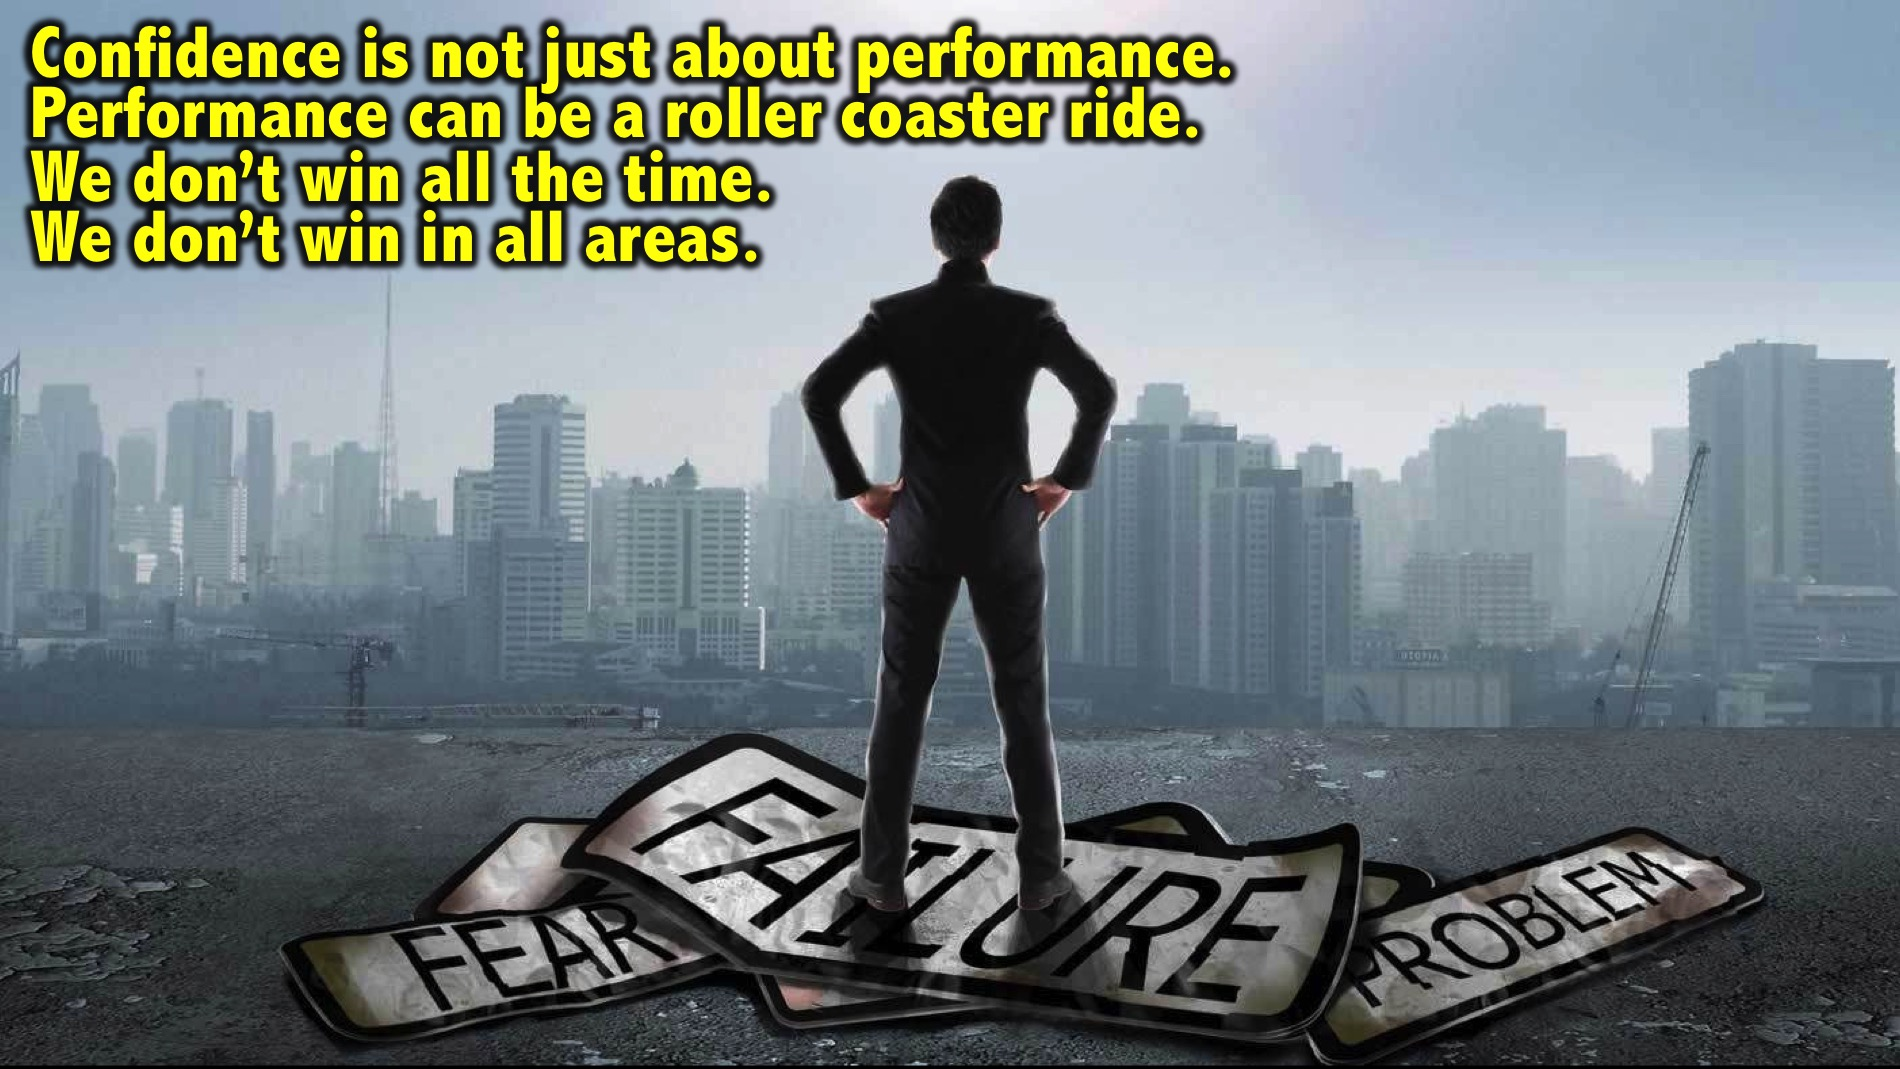 Confidence is not just about performance.
Performance can be a roller coaster ride.
We don’t win all the time.
We don’t win in all areas.
UTOPIA
FAILURE
FEAR
PROBLEM